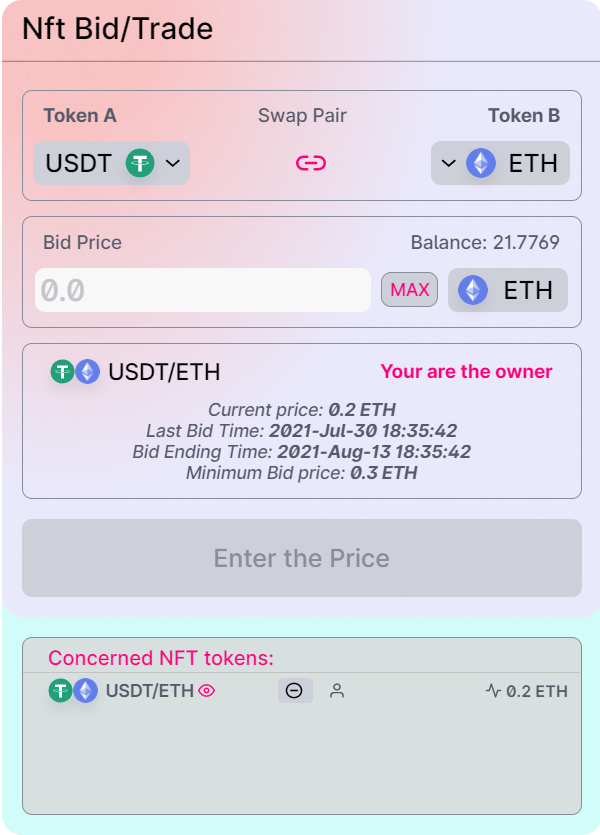 Nft Bid/Trade
Token A Swap Pair Token B
USDT ETH
Bid Price Balance: 21.7769
0.0 MAX ETH
USDT/ETH Your are the owner
Current price: 0.2 ETH
Last Bid Time: 2021-Jul-30 18:35:42
Bid Ending Time: 2021-Aug-13 18:35:42
Minimum Bid price: 0.3 ETH
Enter the Price
Concerned NFT tokens:
USDT/ETH 0.2 ETH